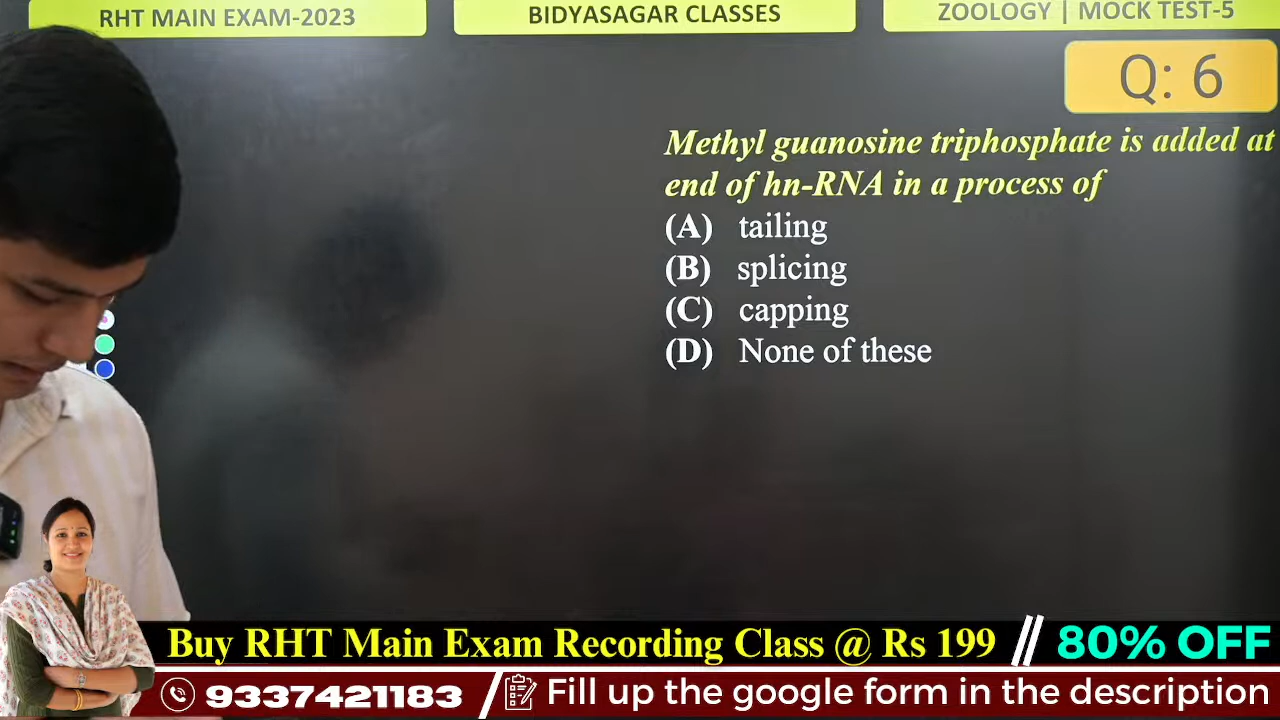 RHT MAIN EXAM-2023
BIDYASAGAR CLASSES
ZOOLOGY | MOCK TEST-5
Q: 6
Methyl guanosine triphosphate is added at
end of hn-RNA in a process of
(A) tailing
(B) splicing
(C) capping
(D) None of these
Buy RHT Main Exam Recording Class @ Rs 199 // 80% OFF
9337421183 / Fill up the google form in the description